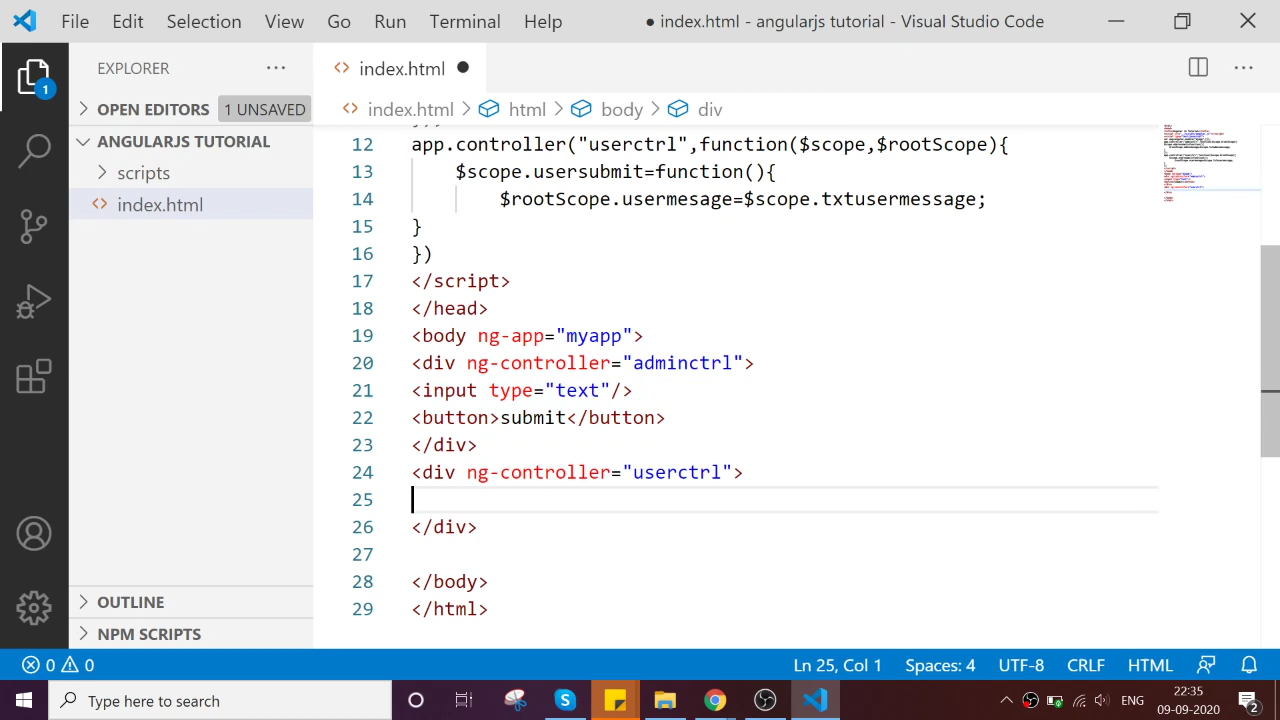 File Edit Selection View Go Run Terminal Help ● index.html - angularjs tutorial - Visual Studio Code
EXPLORER
index.html
OPEN EDITORS 1 UNSAVED
index.html > html > body > div
ANGULARJS TUTORIAL
scripts
index.html
12 app.controller("userctrl",function($scope,$rootScope){
13 $scope.usersubmit=function(){
14 $rootScope.usermesage=$scope.txtusermessage;
15 }
16 })
17 </script>
18 </head>
19 <body ng-app="myapp">
20 <div ng-controller="adminctrl">
21 <input type="text"/>
22 <button>submit</button>
23 </div>
24 <div ng-controller="userctrl">
25
26 </div>
27
28 </body>
29 </html>
1
OUTLINE
NPM SCRIPTS
0 0 Ln 25, Col 1 Spaces: 4 UTF-8 CRLF HTML
Type here to search
ENG
22:35
09-09-2020
2